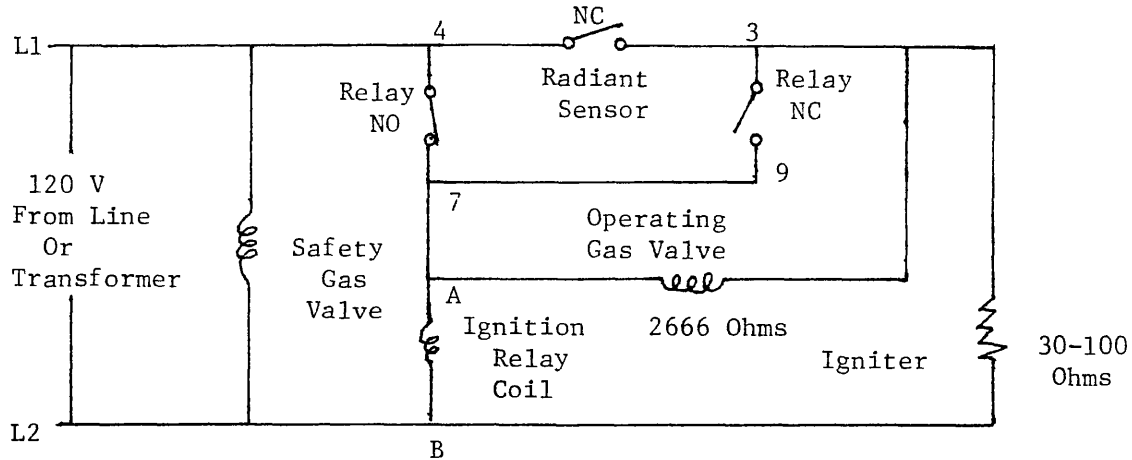 NC
L1
4
3
Radiant
Sensor
Relay
NO
Relay
NC
9
7
120 V
From Line
Or
Transformer
Safety
Gas
Valve
Operating
Gas Valve
A
2666 Ohms
Ignition
Relay
Coil
Igniter
30-100
Ohms
L2
B